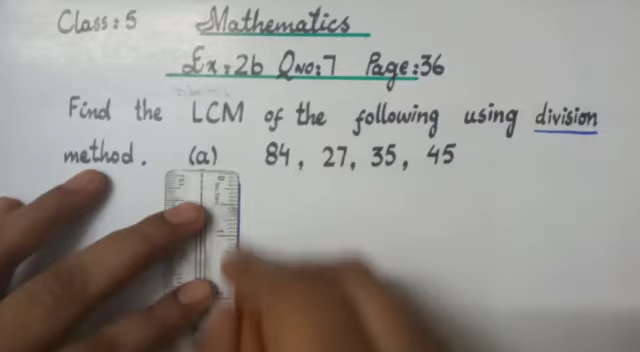 Class: 5 Mathematics
Ex: 2b QNO:7 Page:36
Find the LCM of the following using division
method. (a) 84, 27, 35, 45